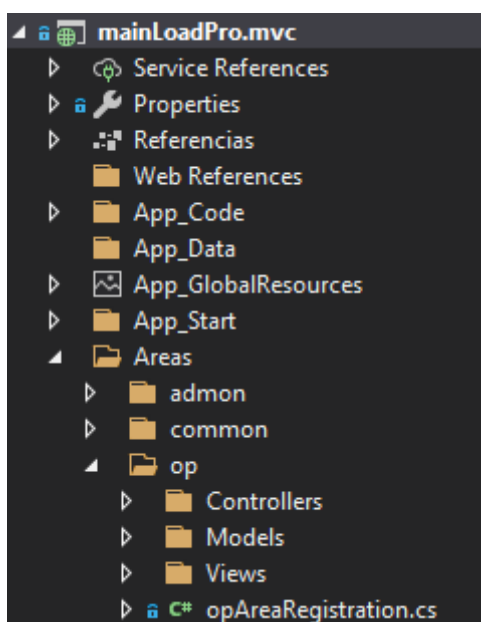 mainLoadPro.mvc
Service References
Properties
Referencias
Web References
App_Code
App_Data
App_GlobalResources
App_Start
Areas
admon
common
op
Controllers
Models
Views
C# opAreaRegistration.cs